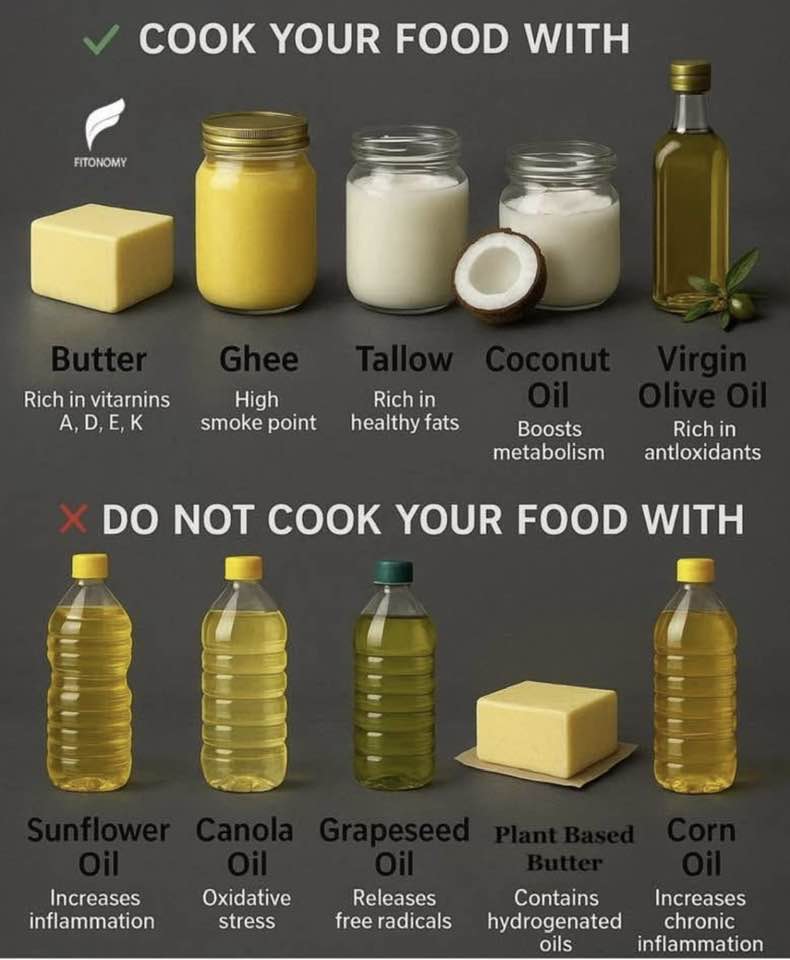 ✓ COOK YOUR FOOD WITH
FITONOMY
Butter
Rich in vitarnins
A, D, E, K
Ghee
High
smoke point
Tallow
Rich in
healthy fats
Coconut
Oil
Boosts
metabolism
Virgin
Olive Oil
Rich in
antloxidants
✗ DO NOT COOK YOUR FOOD WITH
Sunflower
Oil
Increases
inflammation
Canola
Oil
Oxidative
stress
Grapeseed
Oil
Releases
free radicals
Plant Based
Butter
Contains
hydrogenated
oils
Corn
Oil
Increases
chronic
inflammation